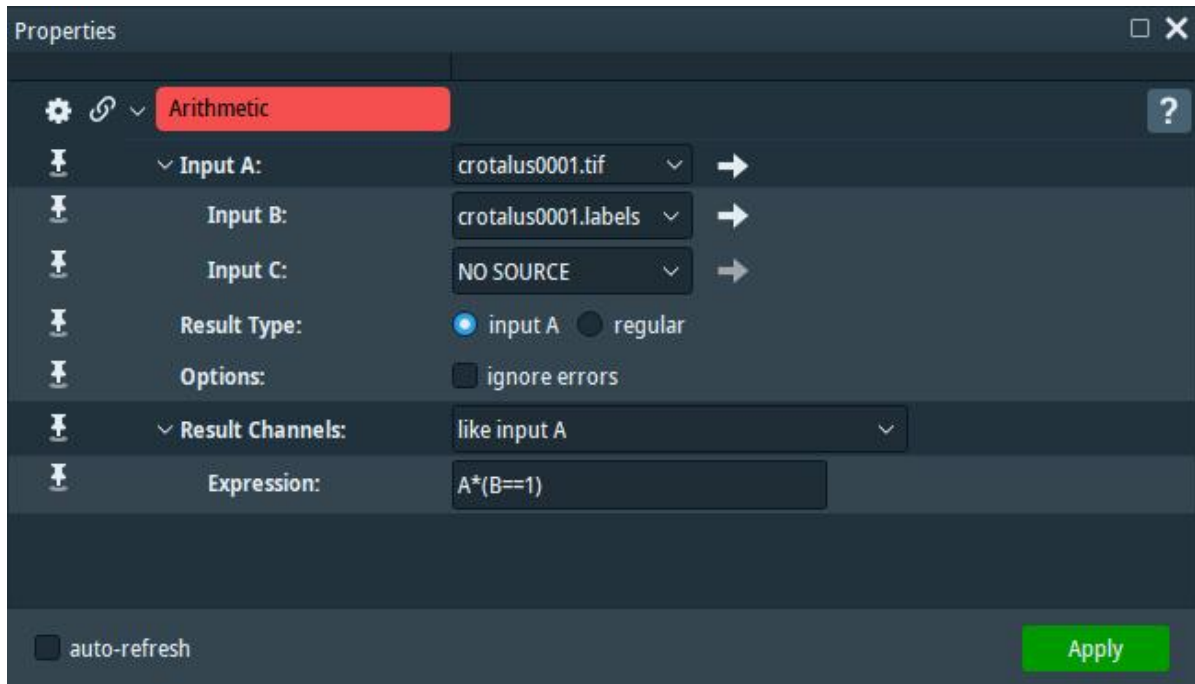 Properties
Arithmetic
?
Input A: crotalus0001.tif
Input B: crotalus0001.labels
Input C: NO SOURCE
Result Type: input A regular
Options: ignore errors
Result Channels: like input A
Expression: A*(B==1)
auto-refresh Apply